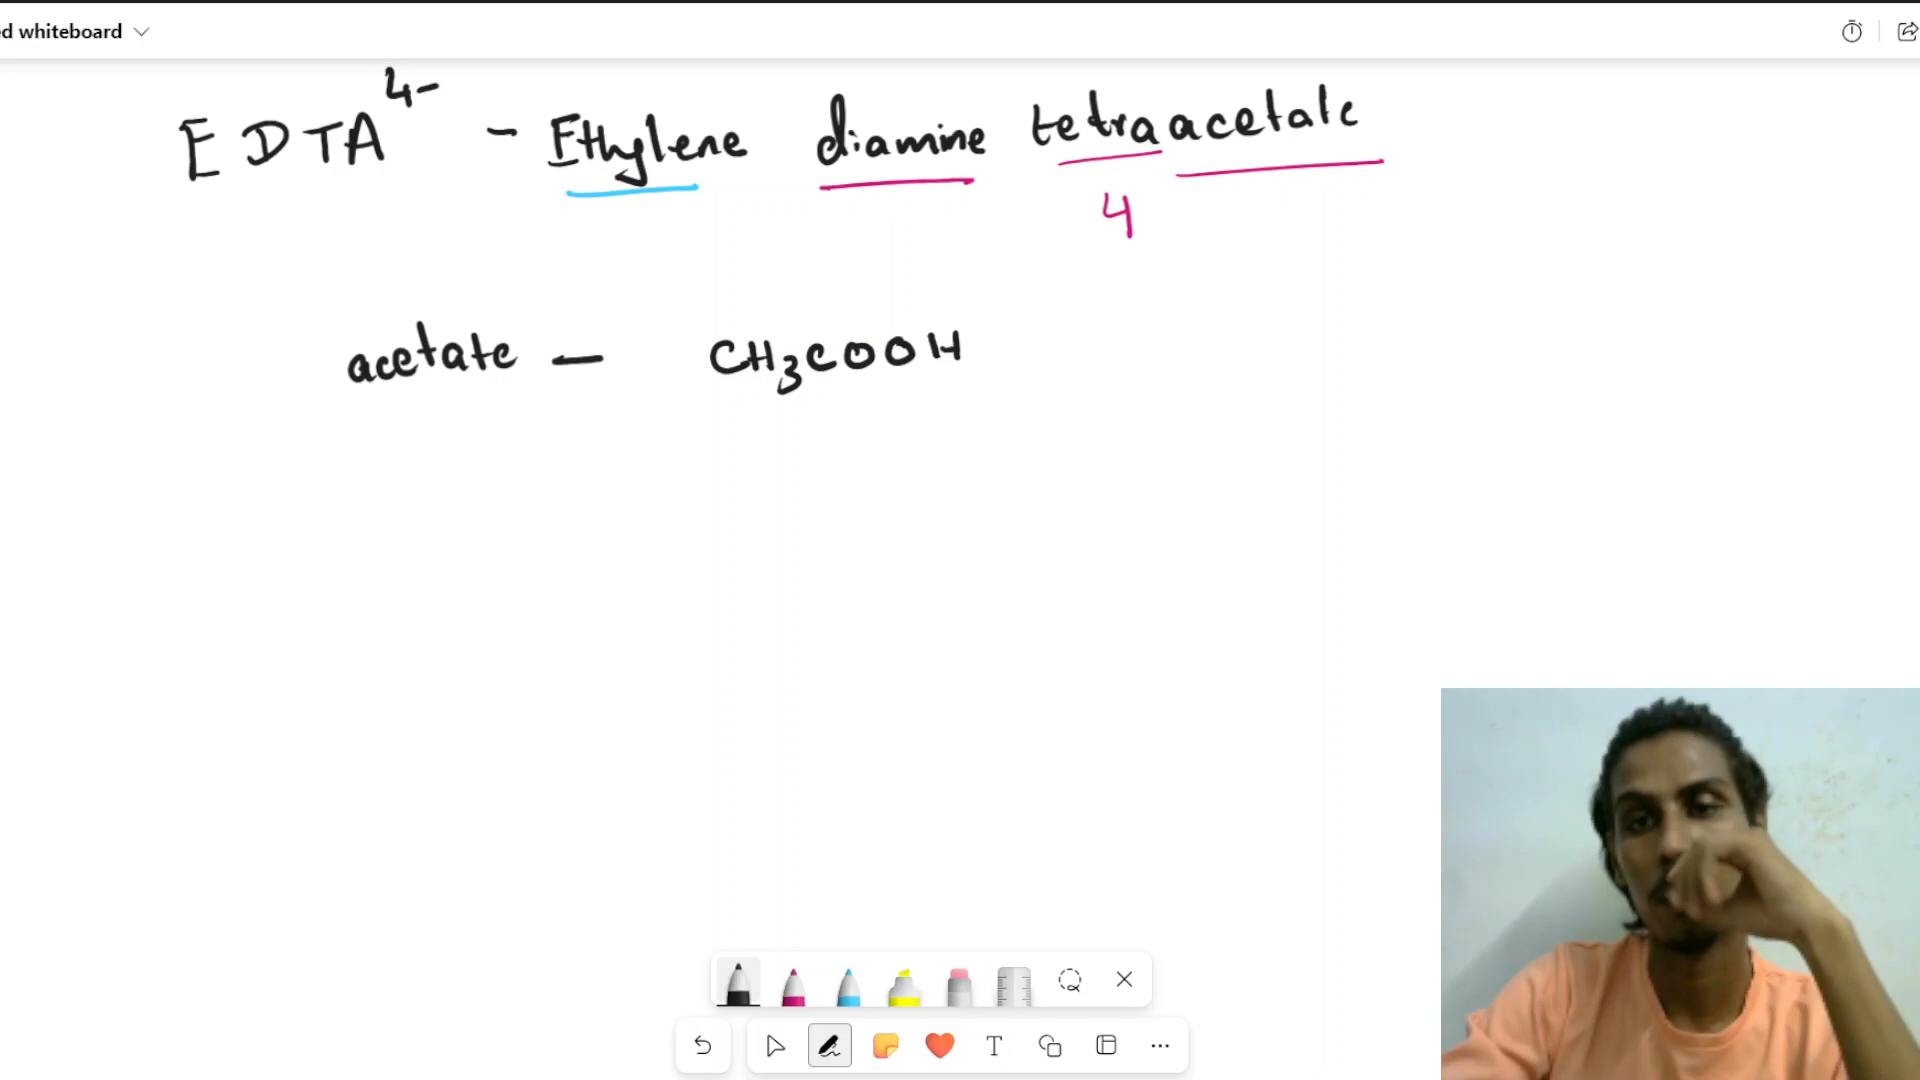 d whiteboard
EDTA⁴⁻ - Ethylene diamine tetraacetate
4
acetate - CH₃COOH
T